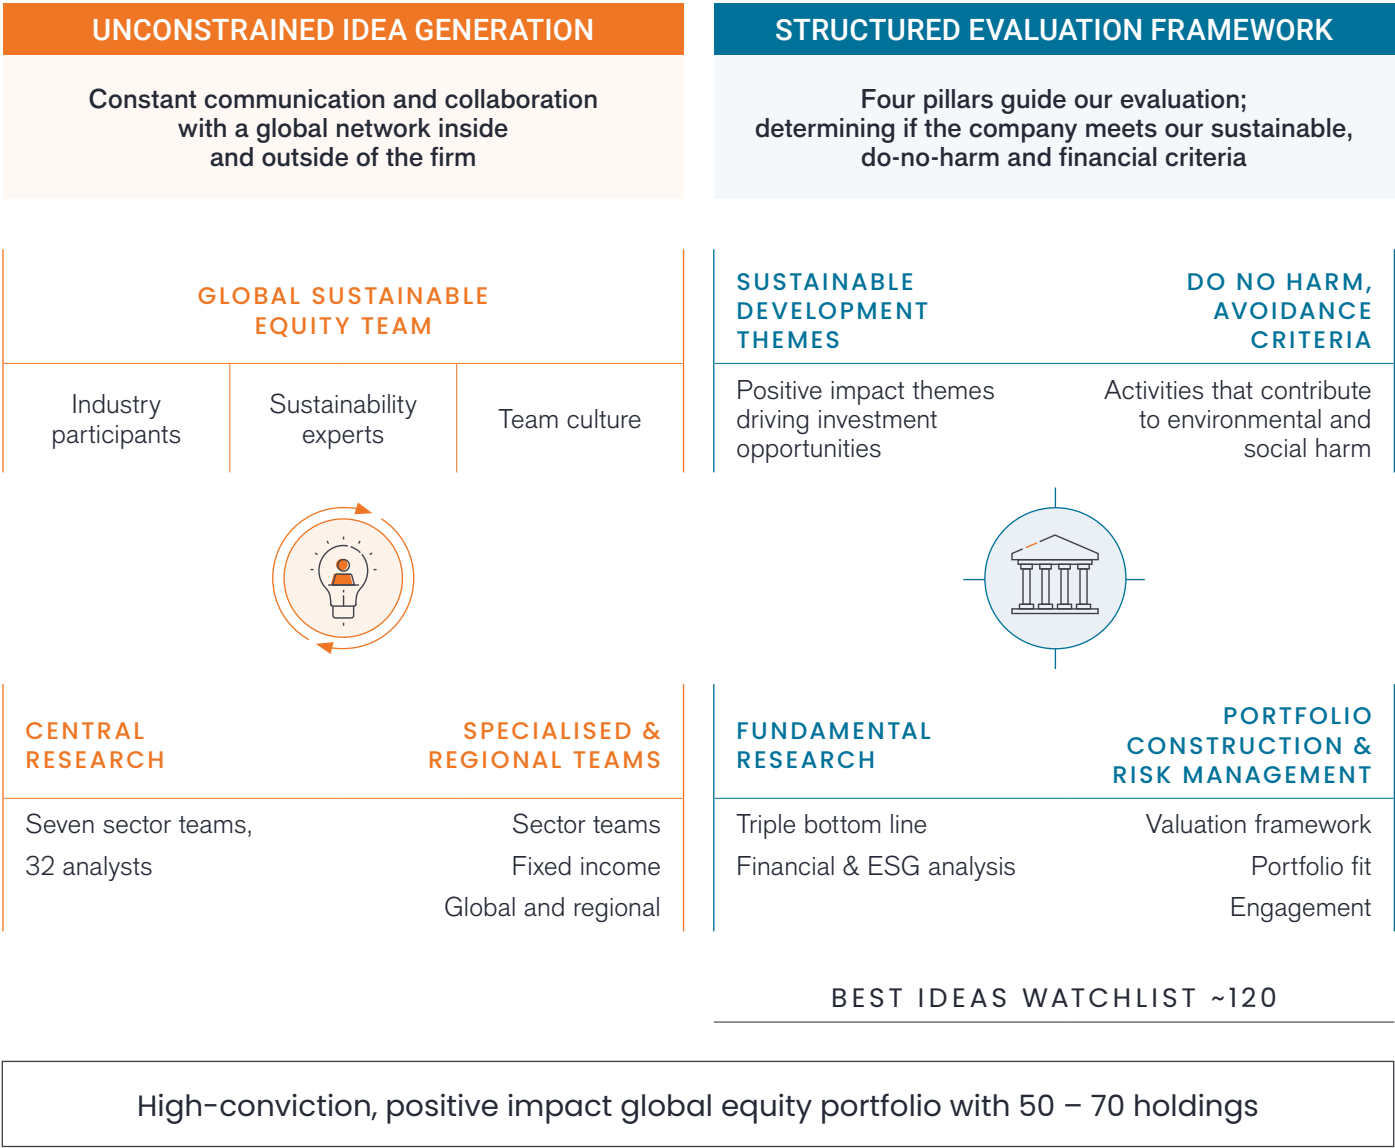 UNCONSTRAINED IDEA GENERATION
Constant communication and collaboration
with a global network inside
and outside of the firm
GLOBAL SUSTAINABLE
EQUITY TEAM
Industry
participants
Sustainability
experts
Team culture
CENTRAL
RESEARCH
Seven sector teams,
32 analysts
SPECIALISED &
REGIONAL TEAMS
Sector teams
Fixed income
Global and regional
STRUCTURED EVALUATION FRAMEWORK
Four pillars guide our evaluation;
determining if the company meets our sustainable,
do-no-harm and financial criteria
SUSTAINABLE
DEVELOPMENT
THEMES
Positive impact themes
driving investment
opportunities
DO NO HARM,
AVOIDANCE
CRITERIA
Activities that contribute
to environmental and
social harm
FUNDAMENTAL
RESEARCH
Triple bottom line
Financial & ESG analysis
PORTFOLIO
CONSTRUCTION &
RISK MANAGEMENT
Valuation framework
Portfolio fit
Engagement
BEST IDEAS WATCHLIST ~120
High-conviction, positive impact global equity portfolio with 50 – 70 holdings